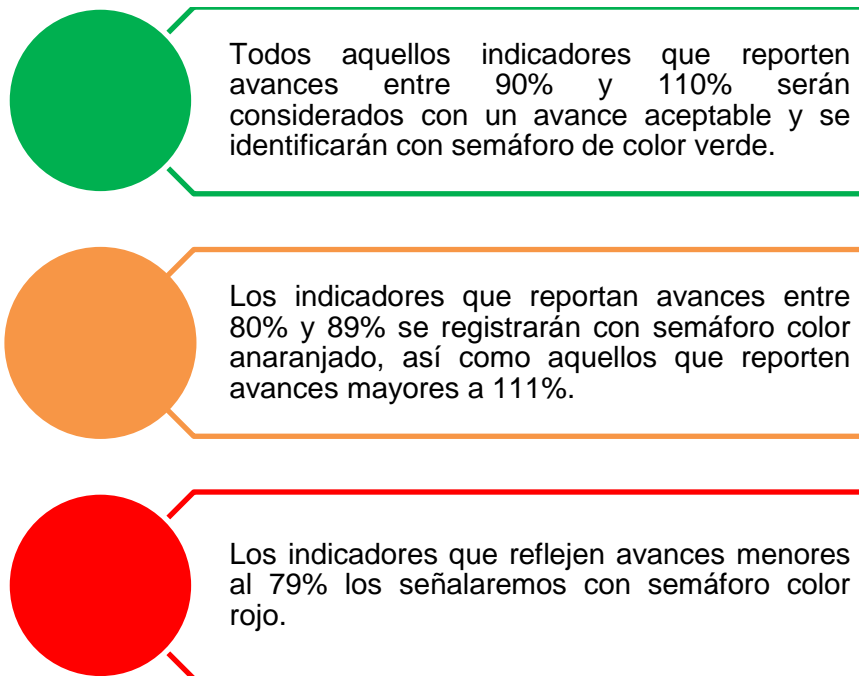 Todos aquellos indicadores que reporten
avances entre 90% y 110% serán
considerados con un avance aceptable y se
identificarán con semáforo de color verde.
Los indicadores que reportan avances entre
80% y 89% se registrarán con semáforo color
anaranjado, así como aquellos que reporten
avances mayores a 111%.
Los indicadores que reflejen avances menores
al 79% los señalaremos con semáforo color
rojo.